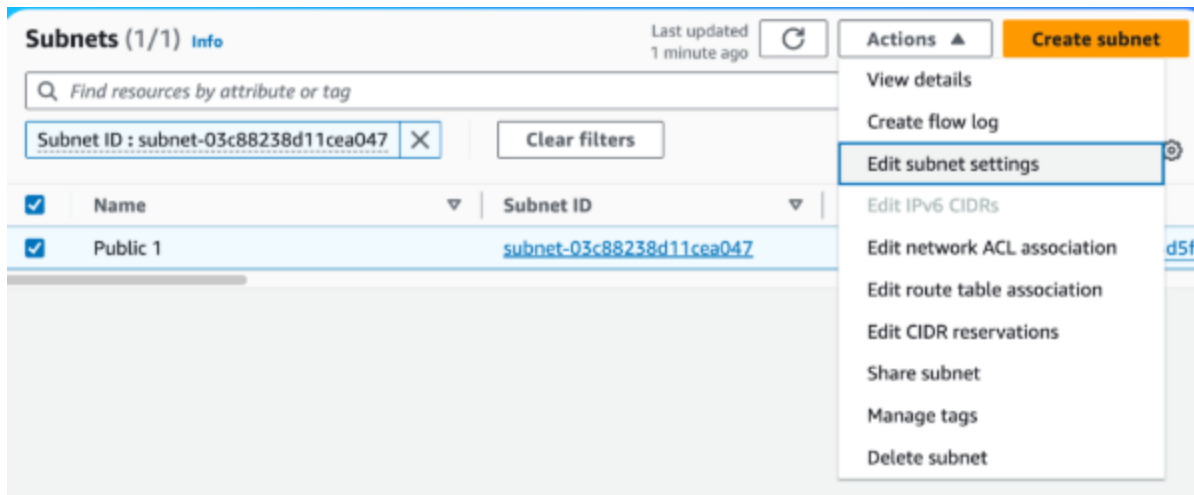 Subnets (1/1) Info
Last updated
1 minute ago
Actions
Create subnet
Find resources by attribute or tag
Subnet ID : subnet-03c88238d11cea047
Clear filters
View details
Create flow log
Edit subnet settings
Edit IPv6 CIDRs
Edit network ACL association
Edit route table association
Edit CIDR reservations
Share subnet
Manage tags
Delete subnet
Name
Subnet ID
Public 1
subnet-03c88238d11cea047
d5f